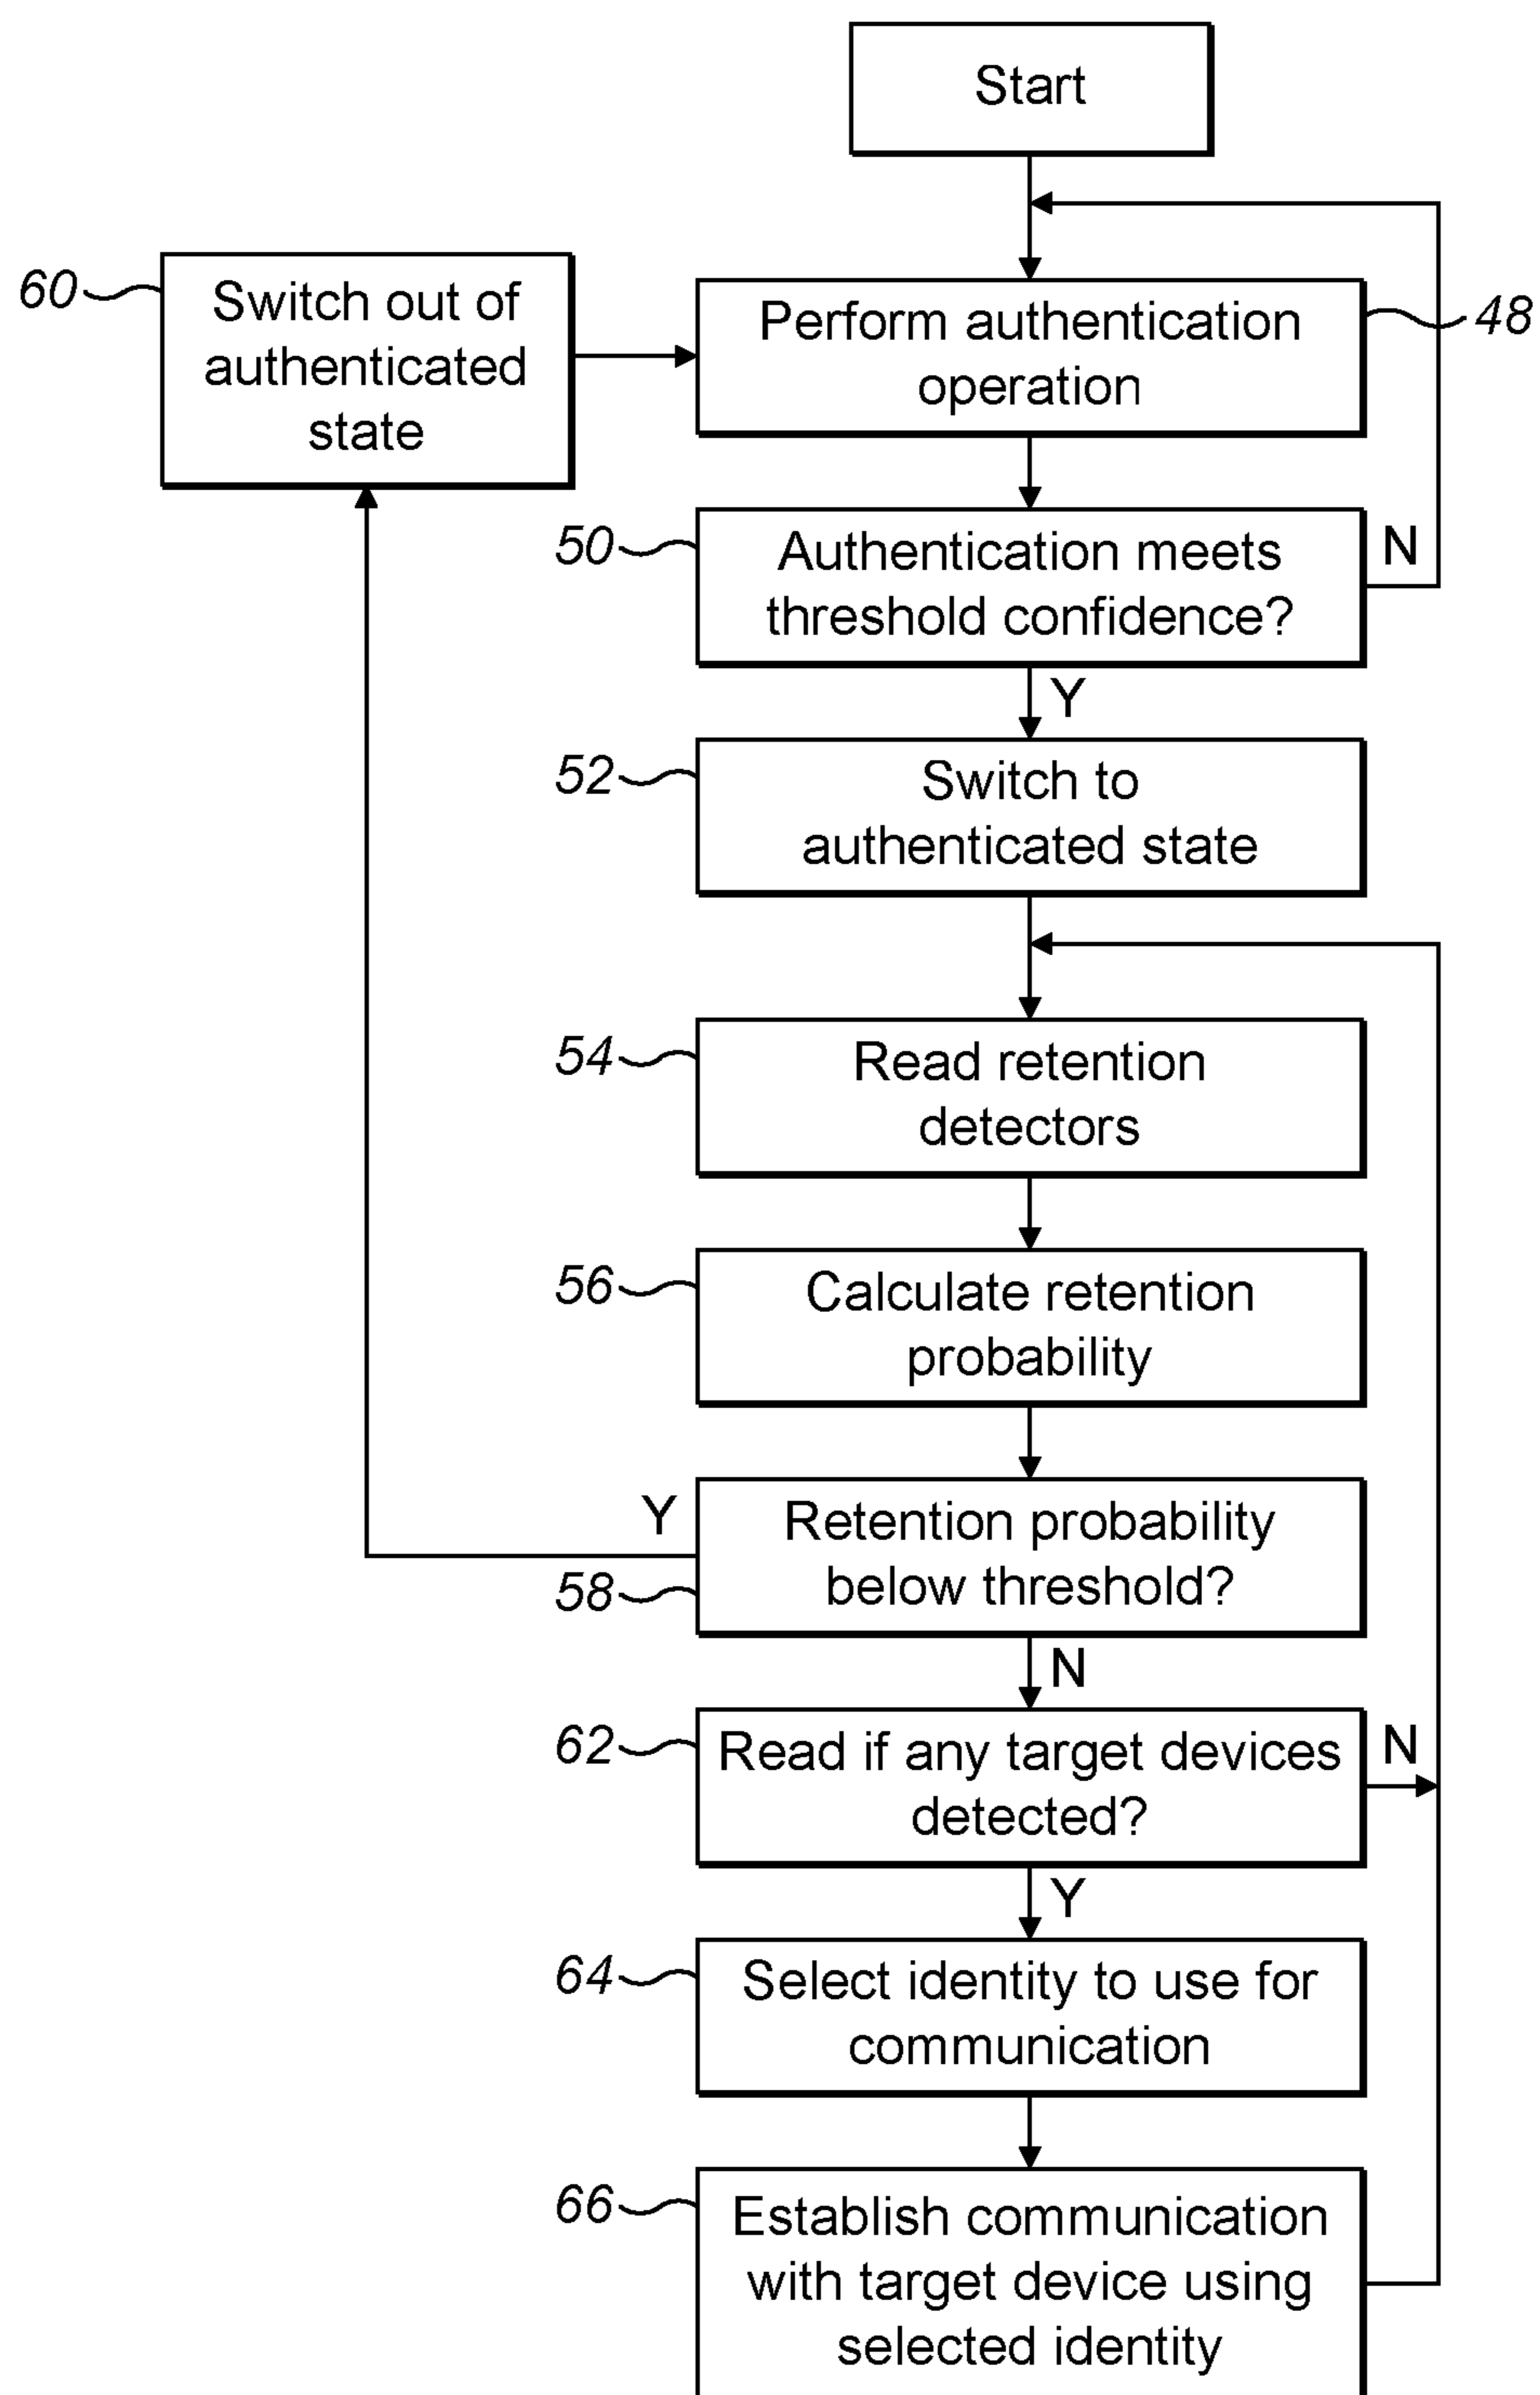 Start
60
Switch out of
authenticated
state
Perform authentication
operation
48
50
Authentication meets
threshold confidence?
N
Y
52
Switch to
authenticated state
54
Read retention
detectors
56
Calculate retention
probability
Y
58
Retention probability
below threshold?
N
62
Read if any target devices
detected?
N
Y
64
Select identity to use for
communication
66
Establish communication
with target device using
selected identity